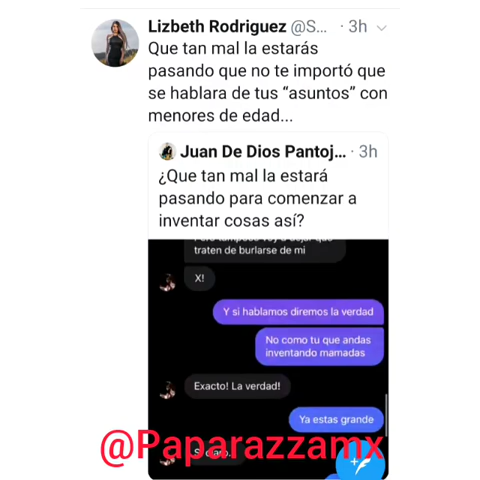 Lizbeth Rodriguez @S... · 3h
Que tan mal la estarás
pasando que no te importó que
se hablara de tus “asuntos” con
menores de edad...
Juan De Dios Pantoj... · 3h
¿Que tan mal la estará
pasando para comenzar a
inventar cosas así?
traten de burlarse de mi
X!
Y si hablamos diremos la verdad
No como tu que andas
inventando mamadas
Exacto! La verdad!
Ya estas grande
@Paparazzamx